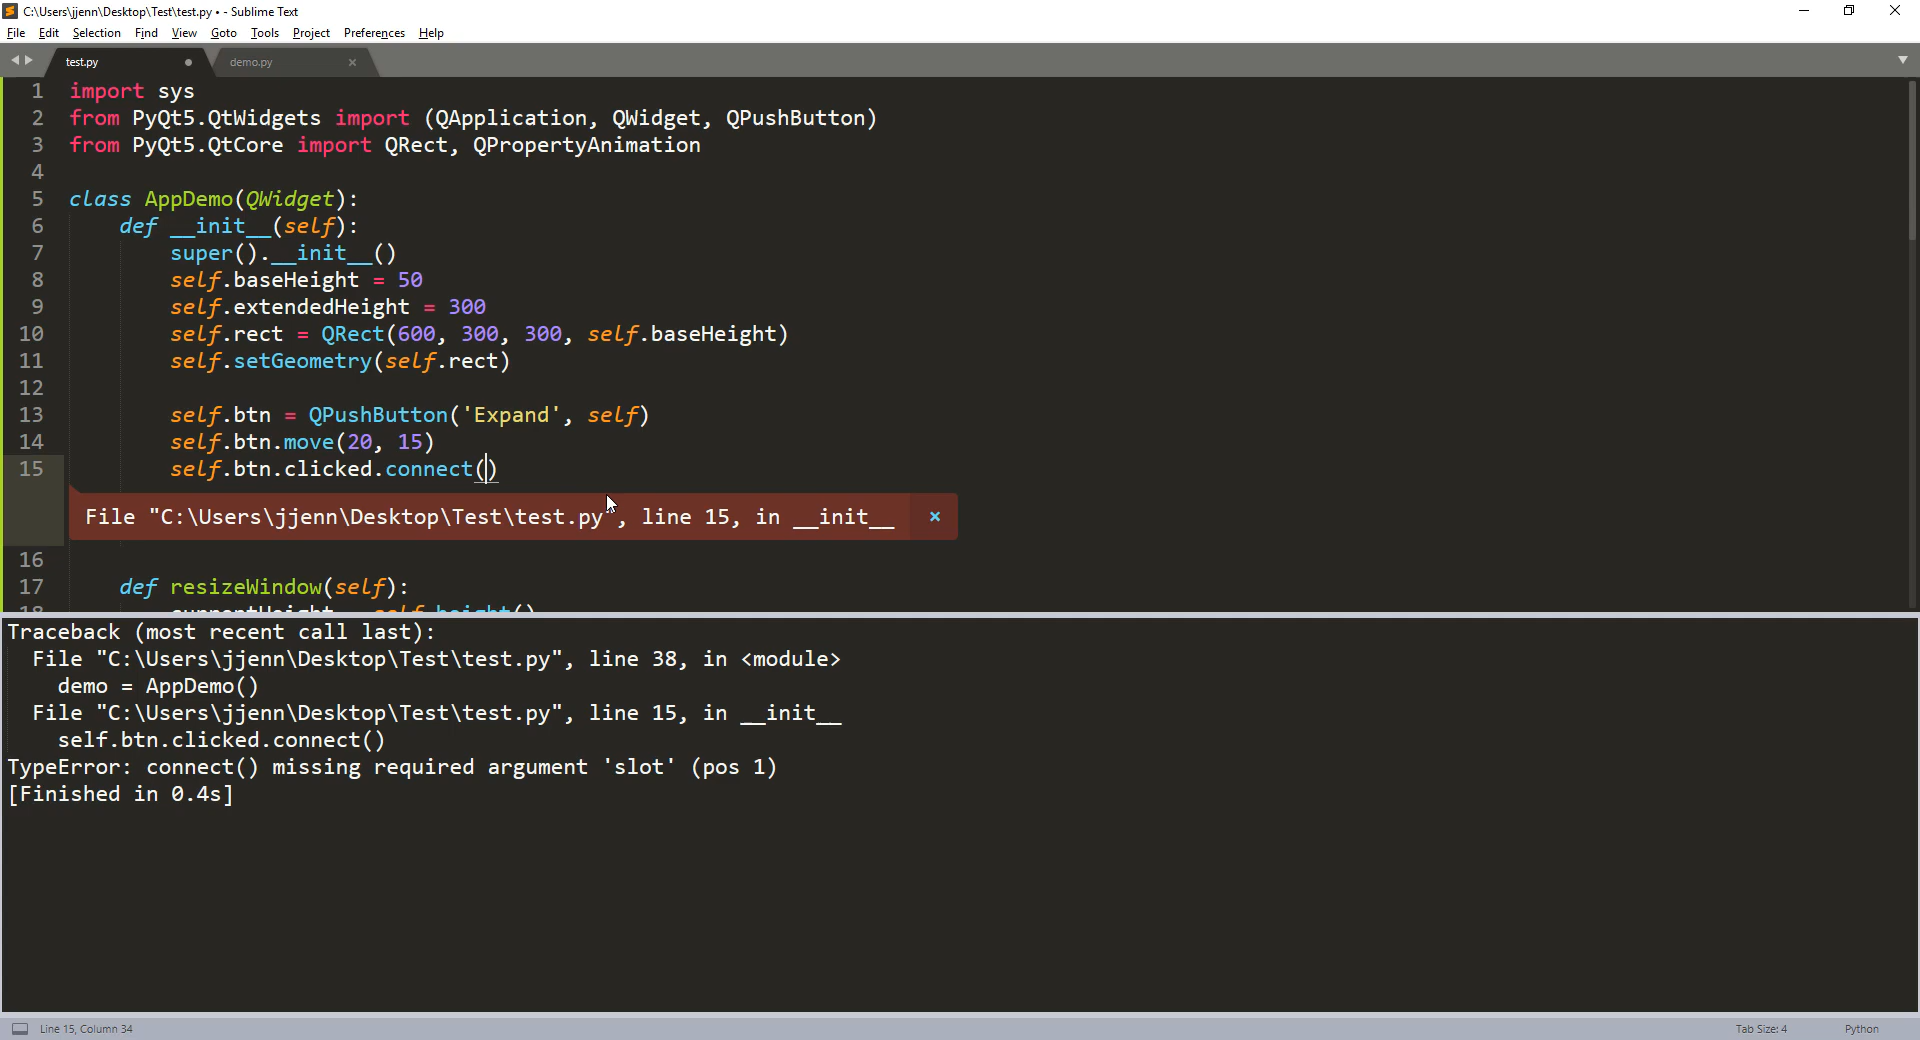 C:\Users\jjenn\Desktop\Test\test.py • - Sublime Text
File Edit Selection Find View Goto Tools Project Preferences Help
test.py demo.py
1 import sys
2 from PyQt5.QtWidgets import (QApplication, QWidget, QPushButton)
3 from PyQt5.QtCore import QRect, QPropertyAnimation
4
5 class AppDemo(QWidget):
6 def __init__(self):
7 super().__init__()
8 self.baseHeight = 50
9 self.extendedHeight = 300
10 self.rect = QRect(600, 300, 300, self.baseHeight)
11 self.setGeometry(self.rect)
12
13 self.btn = QPushButton('Expand', self)
14 self.btn.move(20, 15)
15 self.btn.clicked.connect()
File "C:\Users\jjenn\Desktop\Test\test.py", line 15, in __init__ ×
16
17 def resizeWindow(self):
18 currentHeight = self.height()
Traceback (most recent call last):
File "C:\Users\jjenn\Desktop\Test\test.py", line 38, in <module>
demo = AppDemo()
File "C:\Users\jjenn\Desktop\Test\test.py", line 15, in __init__
self.btn.clicked.connect()
TypeError: connect() missing required argument 'slot' (pos 1)
[Finished in 0.4s]
Line 15, Column 34 Tab Size: 4 Python